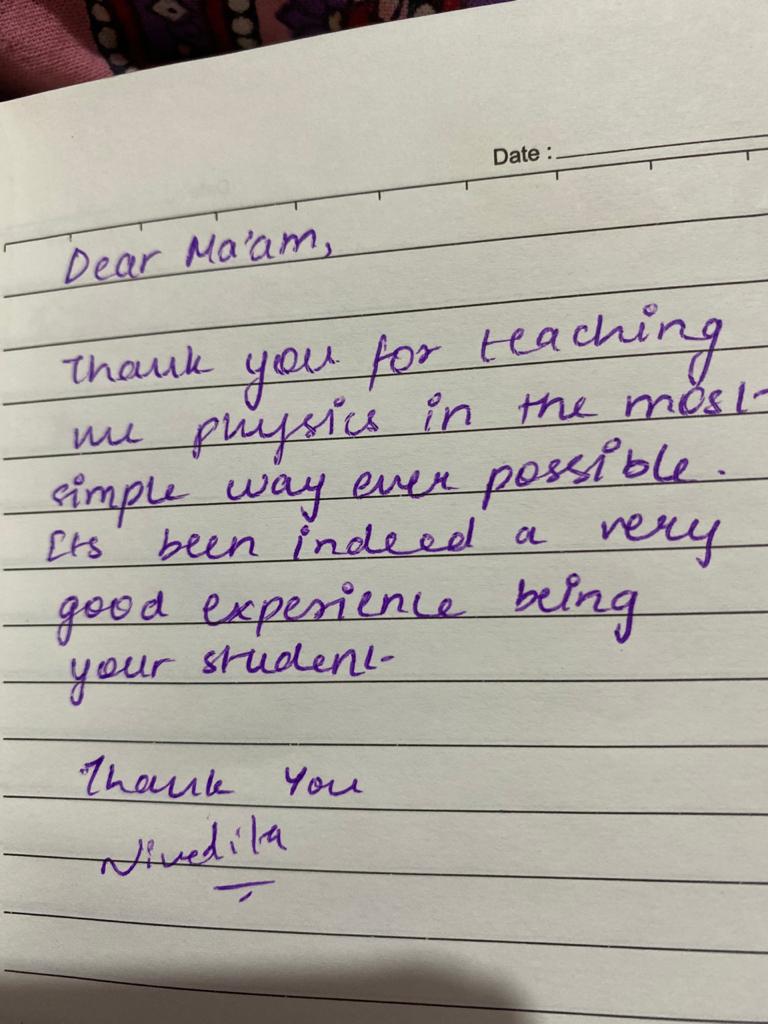 Date :
Dear Ma'am,
Thank you for teaching
me physics in the most
simple way ever possible.
Its been indeed a very
good experience being
your student
Thank You
Nivedita